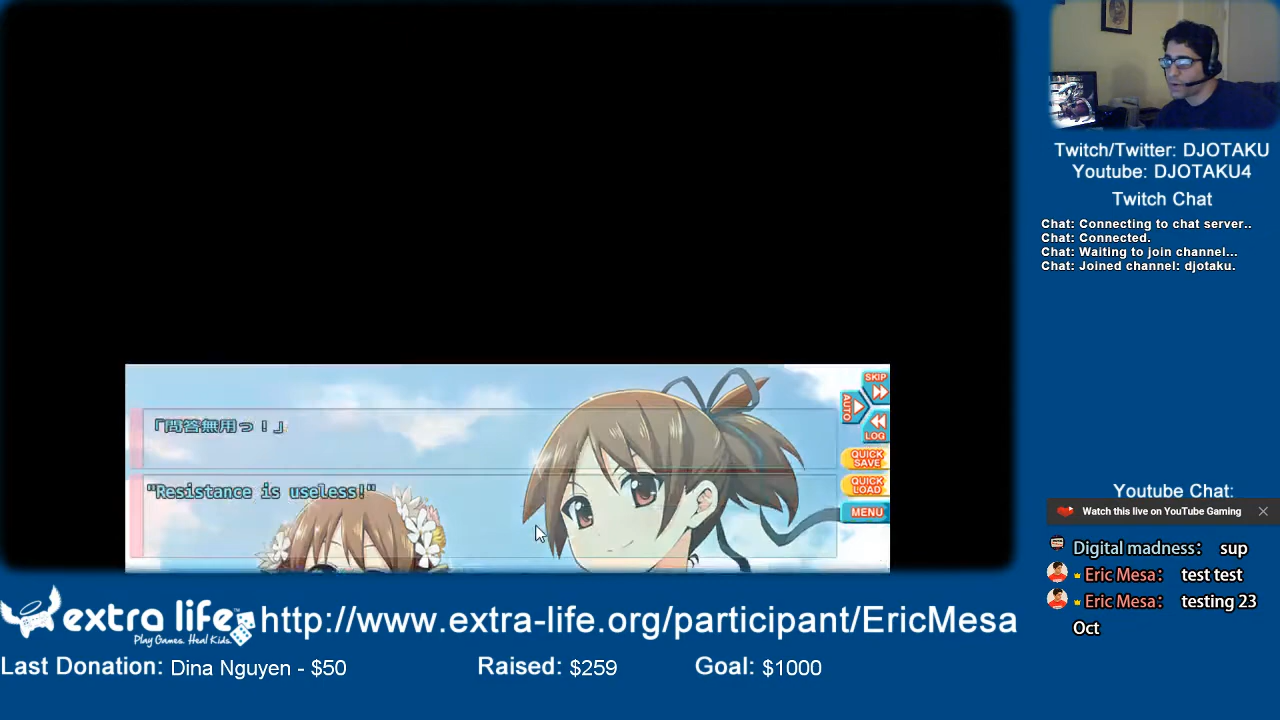 Twitch/Twitter: DJOTAKU
Youtube: DJOTAKU4
Twitch Chat
Chat: Connecting to chat server..
Chat: Connected.
Chat: Waiting to join channel...
Chat: Joined channel: djotaku.
「問答無用っ！」
"Resistance is useless!"
SKIP
AUTO
LOG
QUICK
SAVE
QUICK
LOAD
MENU
Youtube Chat:
Watch this live on YouTube Gaming
Digital madness: sup
Eric Mesa: test test
Eric Mesa: testing 23
Oct
extra life
Play Games. Heal Kids.
http://www.extra-life.org/participant/EricMesa
Last Donation: Dina Nguyen - $50
Raised: $259
Goal: $1000